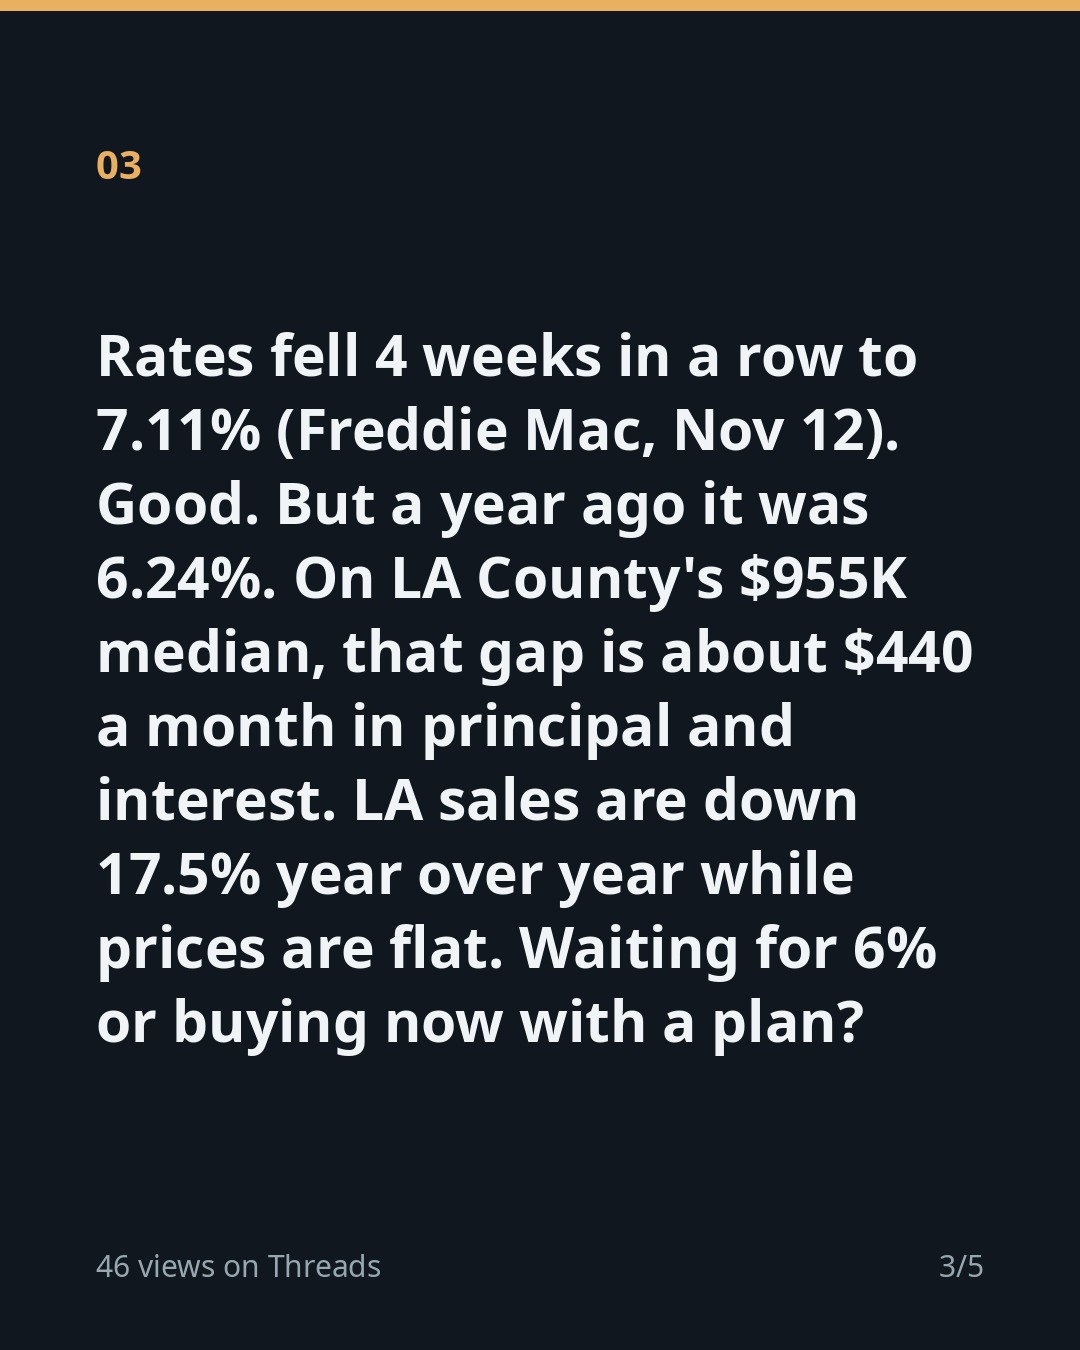 03
Rates fell 4 weeks in a row to
7.11% (Freddie Mac, Nov 12).
Good. But a year ago it was
6.24%. On LA County's $955K
median, that gap is about $440
a month in principal and
interest. LA sales are down
17.5% year over year while
prices are flat. Waiting for 6%
or buying now with a plan?
46 views on Threads
3/5